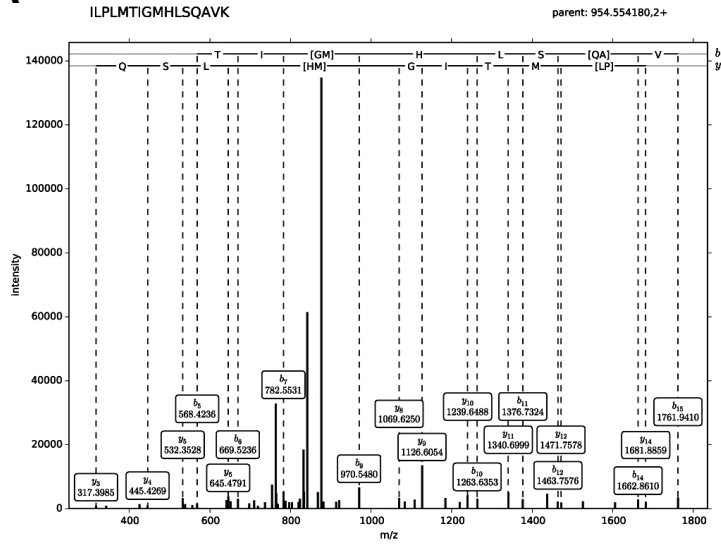 ILPLMTIGMHLSQAVK
parent: 954.554180,2+
T I [GM] H L S [QA] V b
Q S L [HM] G I T M [LP] y
140000
120000
100000
80000
60000
40000
20000
0
intensity
b7
782.5531
b5
568.4236
y10
1239.6488
b11
1376.7324
b15
1761.9410
y8
1069.6250
y5
532.3528
b6
669.5236
y9
1126.6054
y11
1340.6999
y12
1471.7578
y14
1681.8859
b9
970.5480
y3
317.3985
y4
445.4269
y6
645.4791
b10
1263.6353
b12
1463.7576
b14
1662.8610
400 600 800 1000 1200 1400 1600 1800
m/z